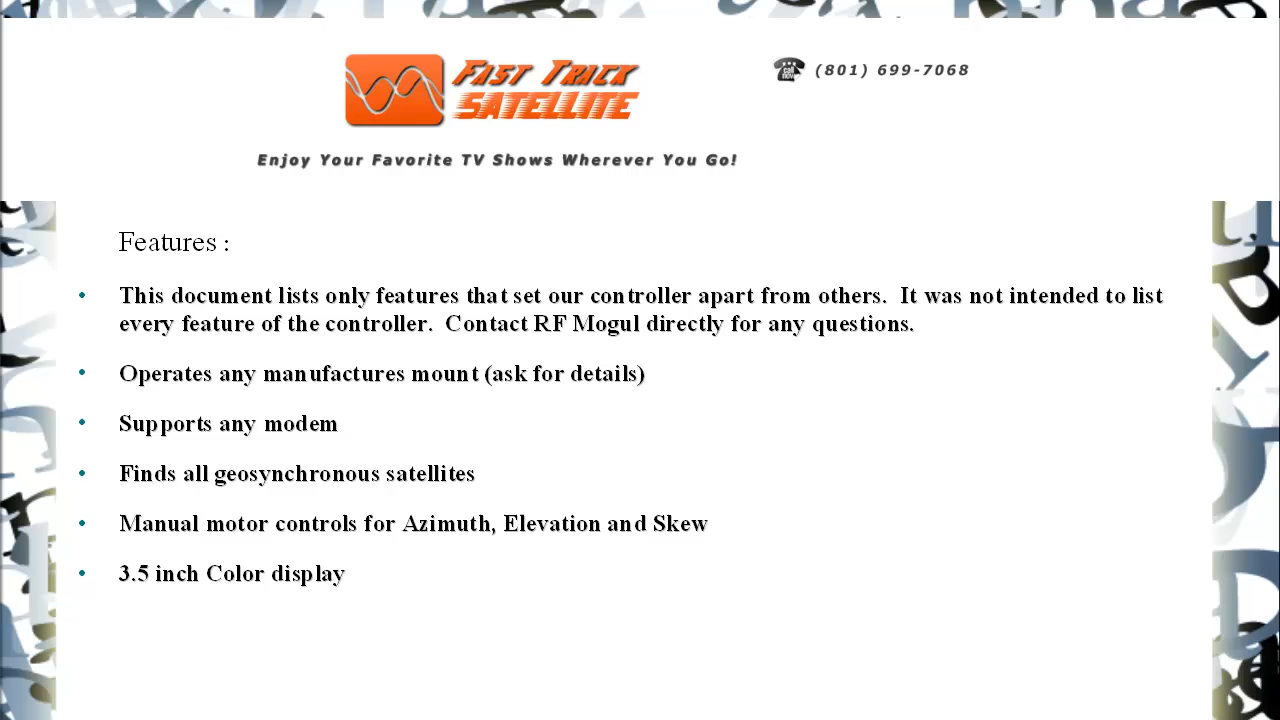 FAST TRACK
SATELLITE
call now
(801) 699-7068
Enjoy Your Favorite TV Shows Wherever You Go!
Features :
• This document lists only features that set our controller apart from others.  It was not intended to list
every feature of the controller.  Contact RF Mogul directly for any questions.
• Operates any manufactures mount (ask for details)
• Supports any modem
• Finds all geosynchronous satellites
• Manual motor controls for Azimuth, Elevation and Skew
• 3.5 inch Color display